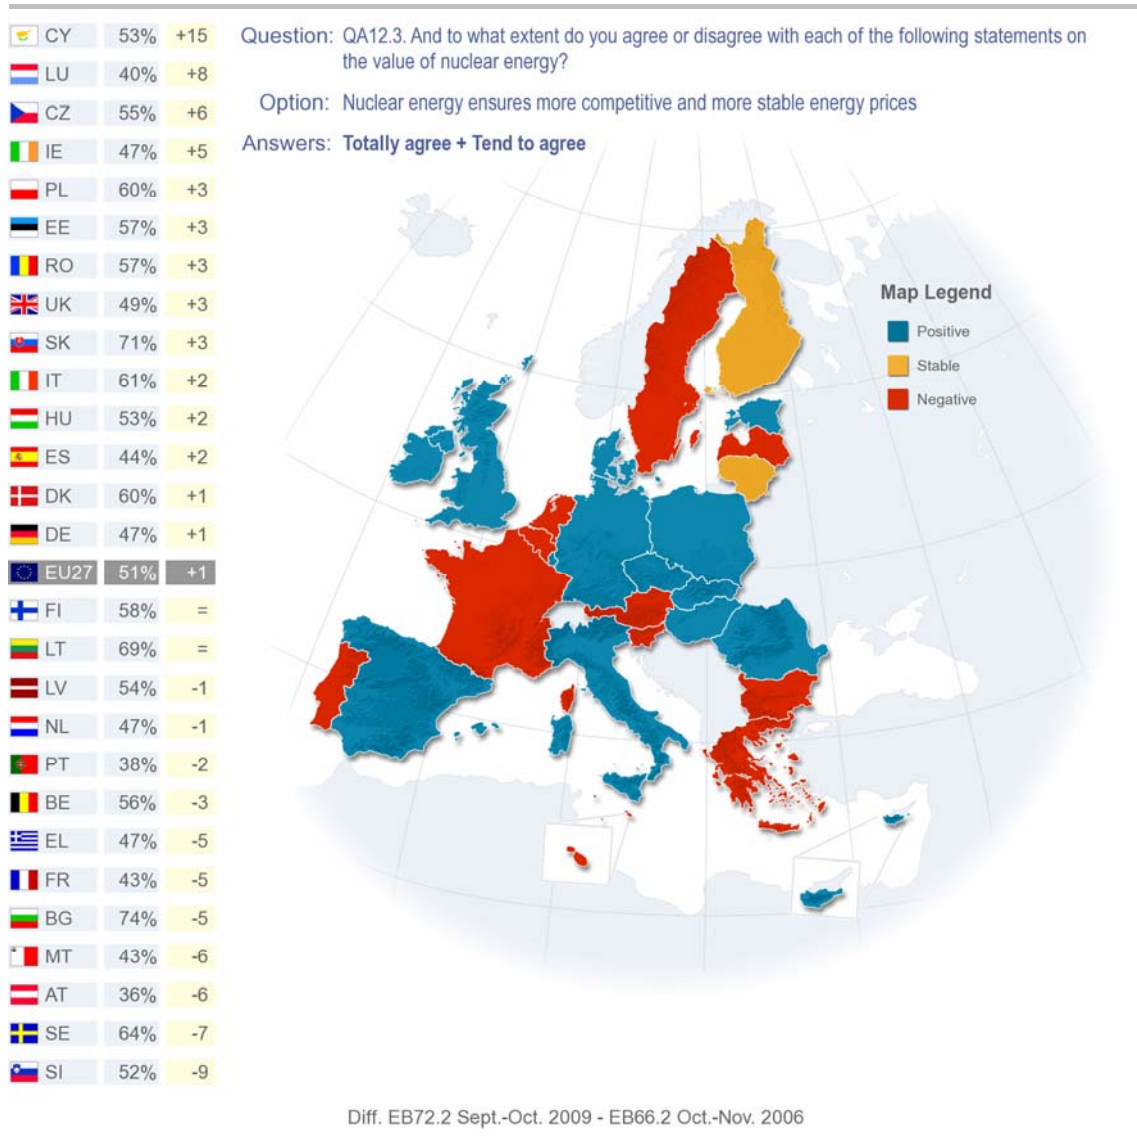 CY 53% +15
LU 40% +8
CZ 55% +6
IE 47% +5
PL 60% +3
EE 57% +3
RO 57% +3
UK 49% +3
SK 71% +3
IT 61% +2
HU 53% +2
ES 44% +2
DK 60% +1
DE 47% +1
EU27 51% +1
FI 58% =
LT 69% =
LV 54% -1
NL 47% -1
PT 38% -2
BE 56% -3
EL 47% -5
FR 43% -5
BG 74% -5
MT 43% -6
AT 36% -6
SE 64% -7
SI 52% -9
Question: QA12.3. And to what extent do you agree or disagree with each of the following statements on
the value of nuclear energy?
Option: Nuclear energy ensures more competitive and more stable energy prices
Answers: Totally agree + Tend to agree
Map Legend
Positive
Stable
Negative
Diff. EB72.2 Sept.-Oct. 2009 - EB66.2 Oct.-Nov. 2006